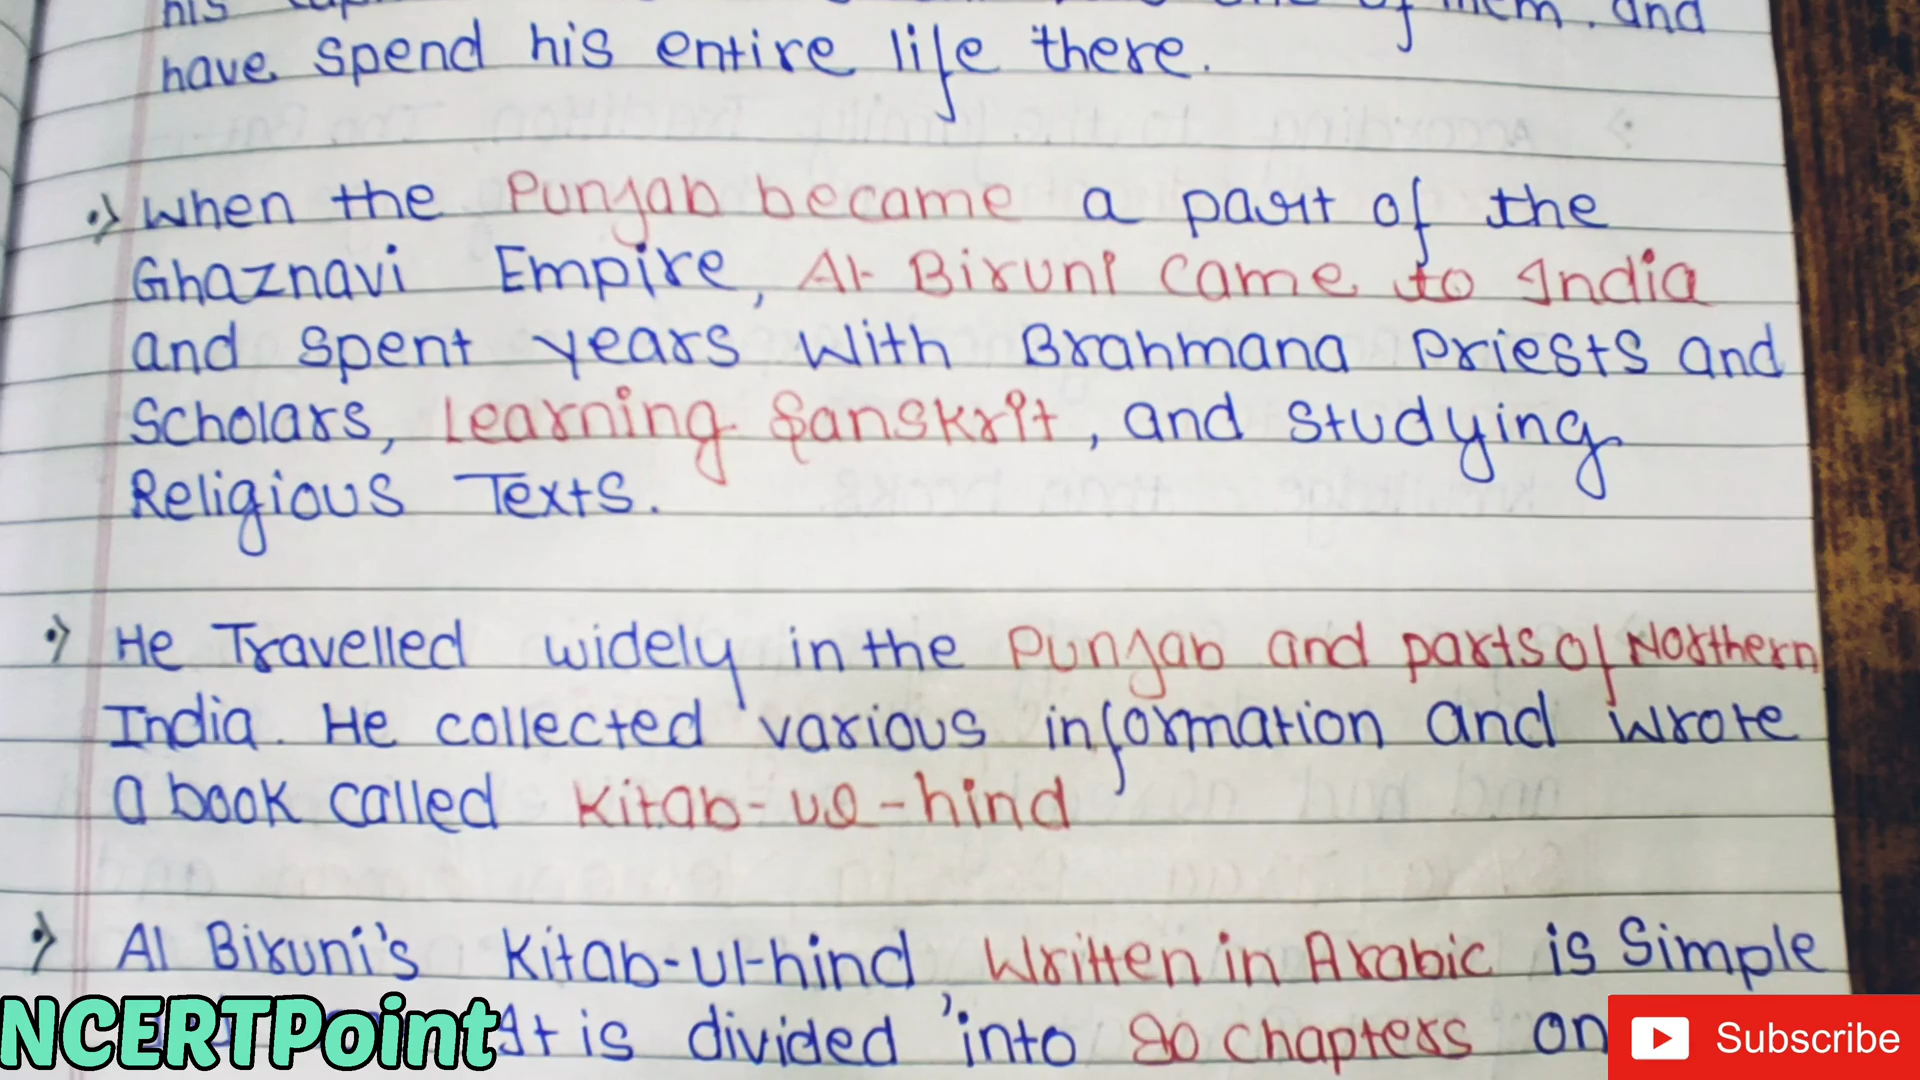 his
them. and
have spend his entire life there.
When the Punjab became a part of the
Ghaznavi Empire, Al-Biruni came to India
and spent years with Brahmana Priests and
Scholars, Learning Sanskrit, and studying
Religious Texts.
He Travelled widely in the Punjab and parts of Northern
India. He collected various information and wrote
a book called Kitab-ul-hind
Al Biruni's Kitab-ul-hind, Written in Arabic is Simple
It is divided into 80 chapters on
NCERTPoint
Subscribe